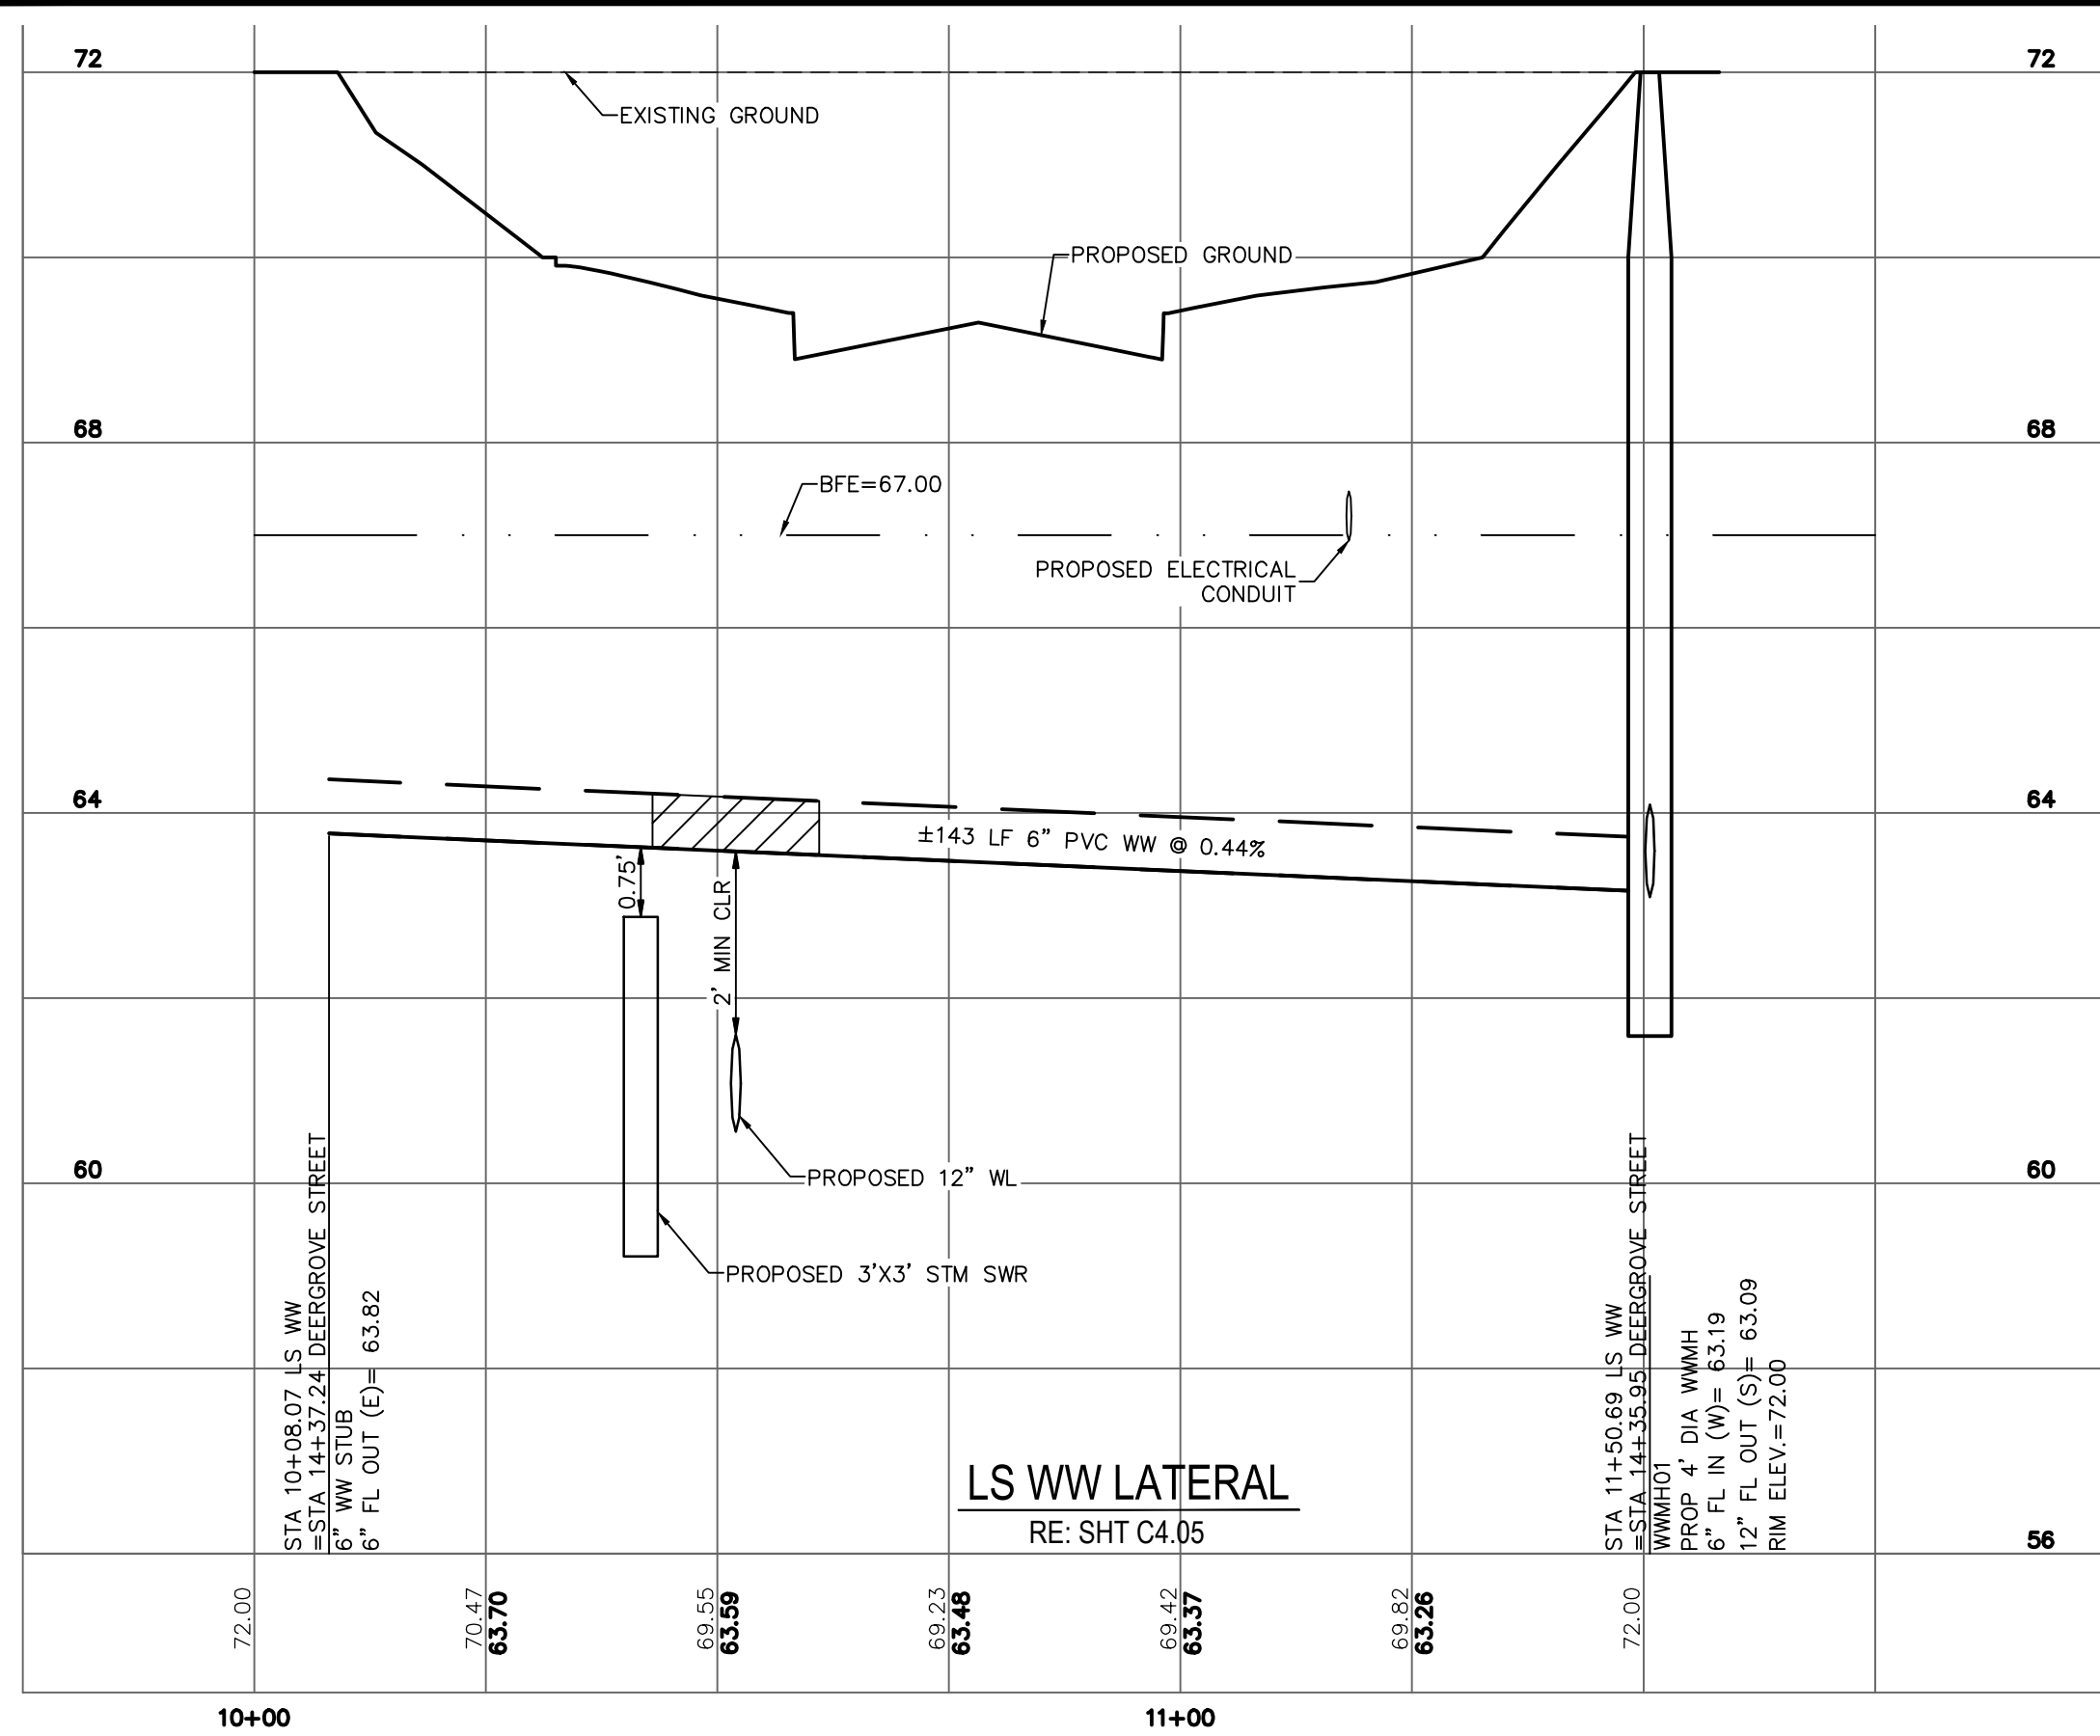 72
72
EXISTING GROUND
PROPOSED GROUND
68
68
BFE=67.00
PROPOSED ELECTRICAL
CONDUIT
64
64
±143 LF 6" PVC WW @ 0.44%
0.75'
2' MIN CLR
60
60
PROPOSED 12" WL
PROPOSED 3'X3' STM SWR
STA 10+08.07 LS WW
=STA 14+37.24 DEERGROVE STREET
6" WW STUB
6" FL OUT (E)= 63.82
STA 11+50.69 LS WW
=STA 14+35.95 DEERGROVE STREET
WWMH01
PROP 4' DIA WWMH
6" FL IN (W)= 63.19
12" FL OUT (S)= 63.09
RIM ELEV.=72.00
LS WW LATERAL
RE: SHT C4.05
56
72.00
70.47
63.70
69.55
63.59
69.23
63.48
69.42
63.37
69.82
63.26
72.00
10+00
11+00